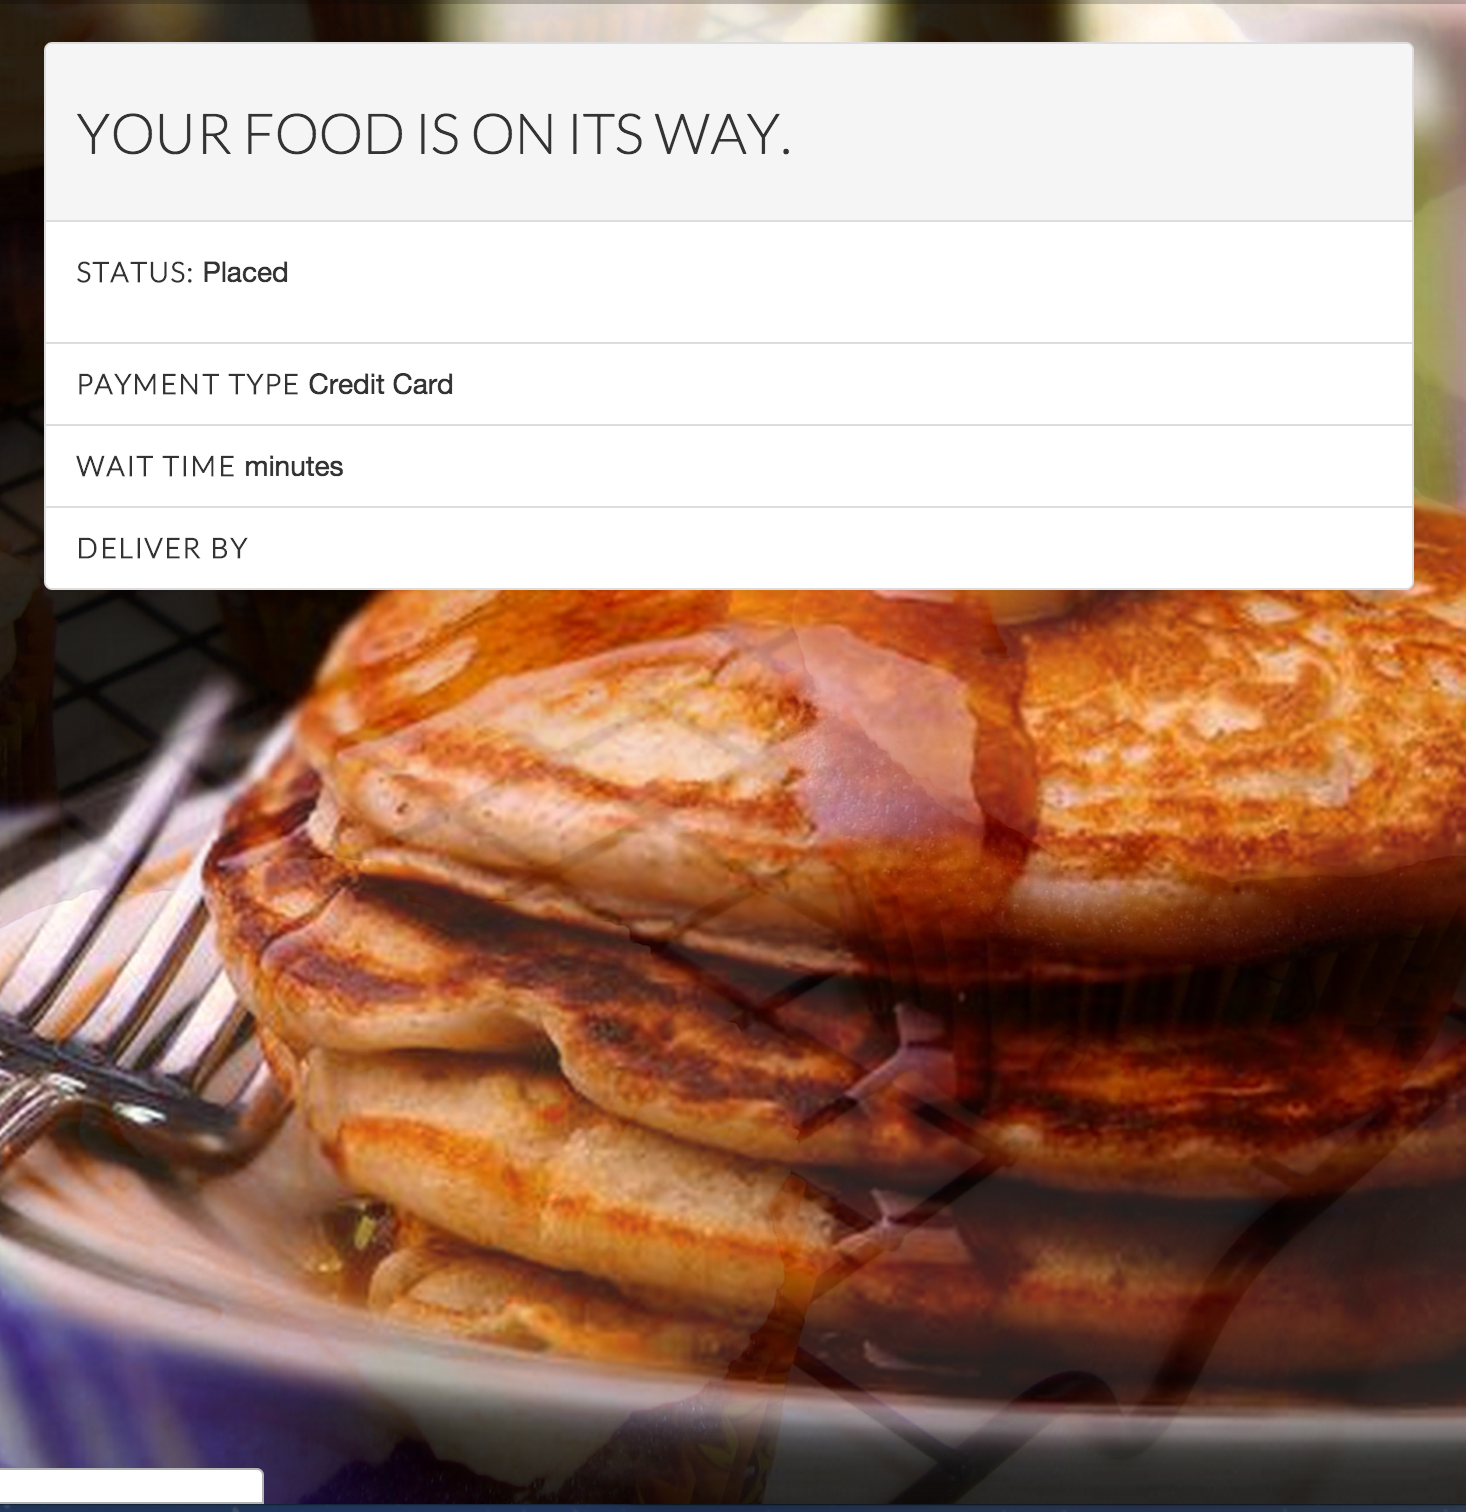 YOUR FOOD IS ON ITS WAY.
STATUS: Placed
PAYMENT TYPE Credit Card
WAIT TIME minutes
DELIVER BY